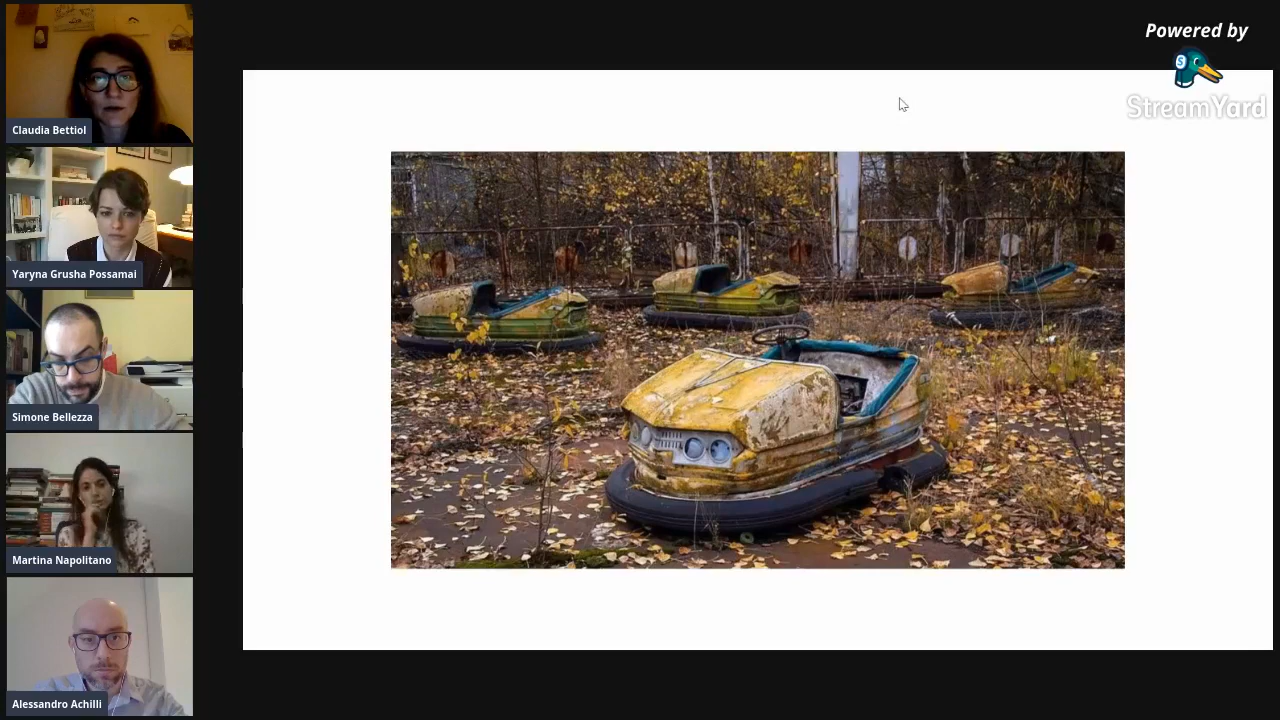 Powered by
StreamYard
Claudia Bettiol
Yaryna Grusha Possamai
Simone Bellezza
Martina Napolitano
Alessandro Achilli